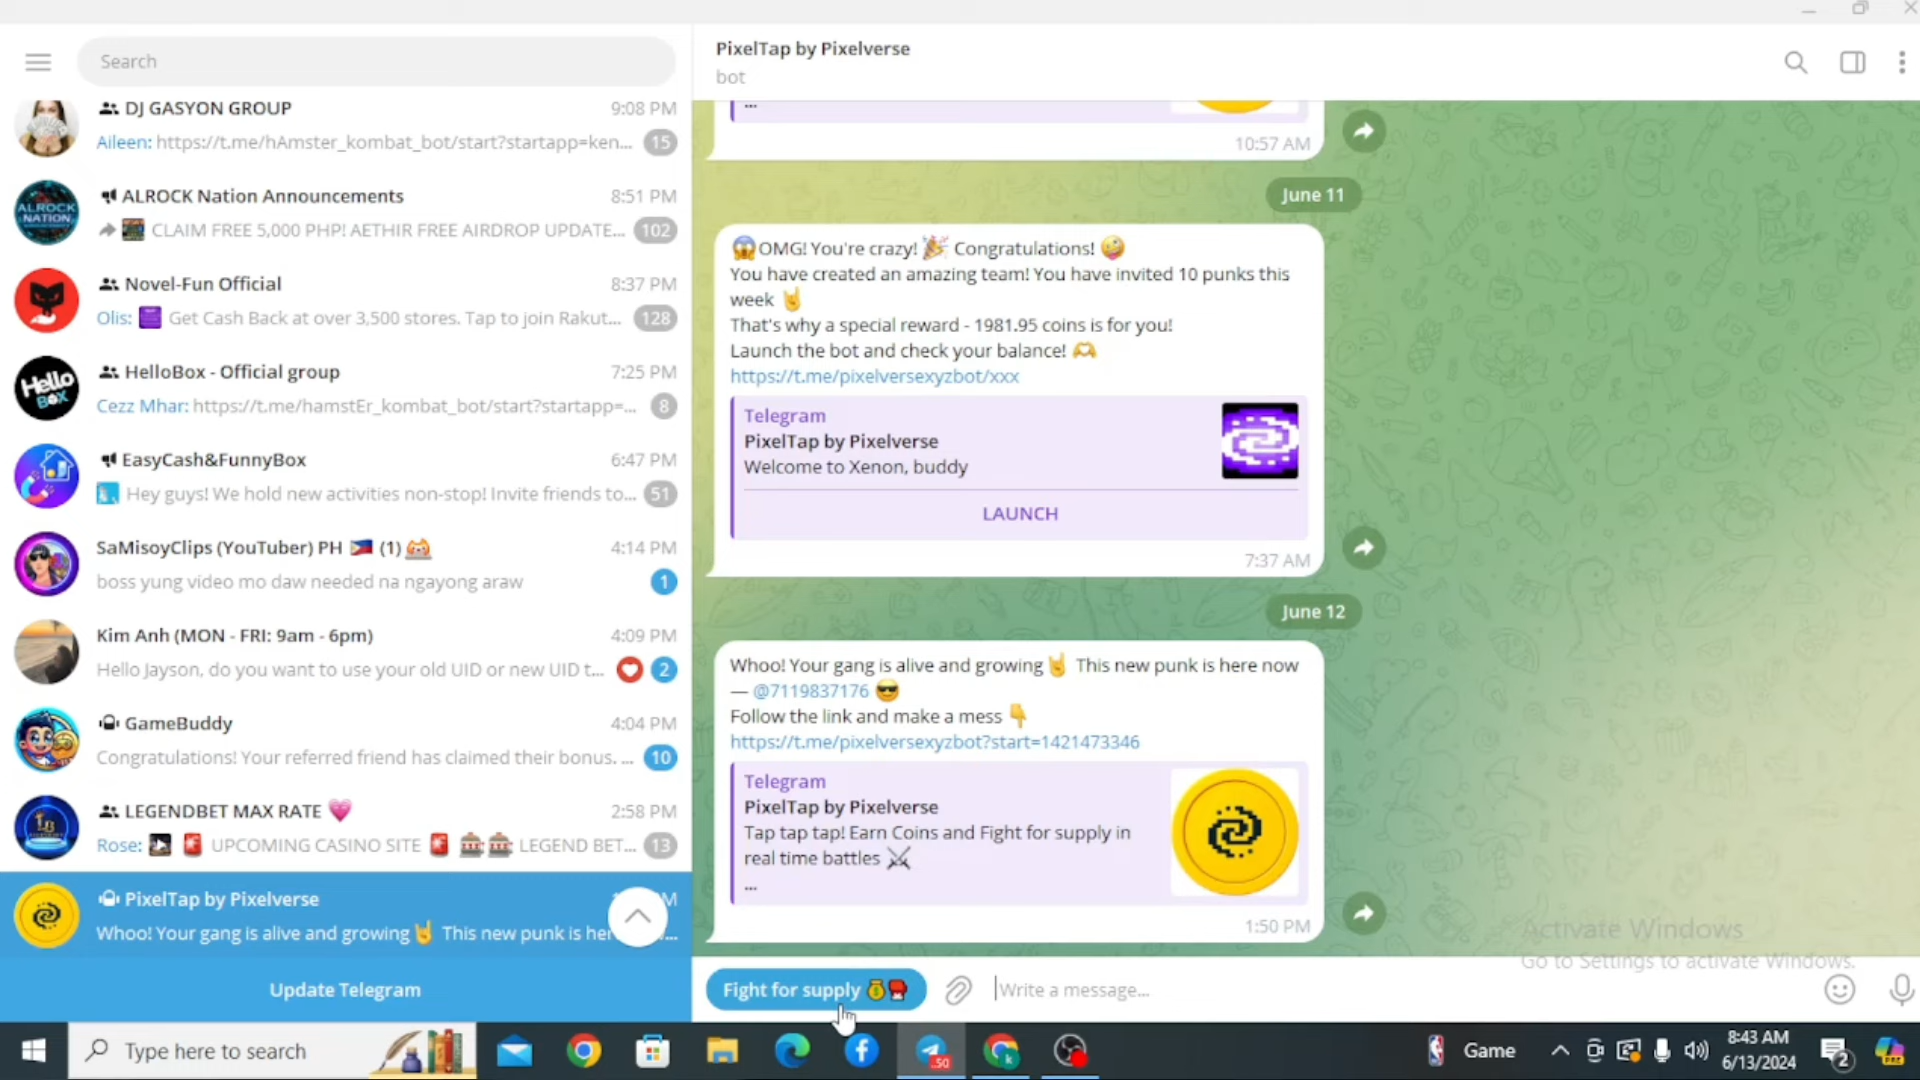 Search
DJ GASYON GROUP
9:08 PM
Aileen: https://t.me/hAmster_kombat_bot/start?startapp=ken...
15
ALROCK Nation Announcements
8:51 PM
CLAIM FREE 5,000 PHP! AETHIR FREE AIRDROP UPDATE...
102
ALROCK
NATION
Novel-Fun Official
8:37 PM
Olis: Get Cash Back at over 3,500 stores. Tap to join Rakut...
128
Hello
BOX
HelloBox - Official group
7:25 PM
Cezz Mhar: https://t.me/hamstEr_kombat_bot/start?startapp=...
8
EasyCash&FunnyBox
6:47 PM
Hey guys! We hold new activities non-stop! Invite friends to...
51
SaMisoyClips (YouTuber) PH 🇵🇭 (1)
4:14 PM
boss yung video mo daw needed na ngayong araw
1
Kim Anh (MON - FRI: 9am - 6pm)
4:09 PM
Hello Jayson, do you want to use your old UID or new UID t...
2
GameBuddy
4:04 PM
Congratulations! Your referred friend has claimed their bonus. ...
10
LEGENDBET MAX RATE 💗
2:58 PM
Rose: 🚨 UPCOMING CASINO SITE 🚨 🎰🎰 LEGEND BET...
13
PixelTap by Pixelverse
Whoo! Your gang is alive and growing🤘 This new punk is her
Update Telegram
PixelTap by Pixelverse
bot
...
10:57 AM
June 11
😱OMG! You're crazy! 🎉 Congratulations! 🤪
You have created an amazing team! You have invited 10 punks this
week 🤘
That's why a special reward - 1981.95 coins is for you!
Launch the bot and check your balance! 🫶
https://t.me/pixelversexyzbot/xxx
Telegram
PixelTap by Pixelverse
Welcome to Xenon, buddy
LAUNCH
7:37 AM
June 12
Whoo! Your gang is alive and growing🤘 This new punk is here now
— @7119837176 😎
Follow the link and make a mess 👇
https://t.me/pixelversexyzbot?start=1421473346
Telegram
PixelTap by Pixelverse
Tap tap tap! Earn Coins and Fight for supply in
real time battles ⚔
...
1:50 PM
Activate Windows
Go to Settings to activate Windows.
Fight for supply 💰🥊
Write a message...
Type here to search
.50
Game
8:43 AM
6/13/2024
2